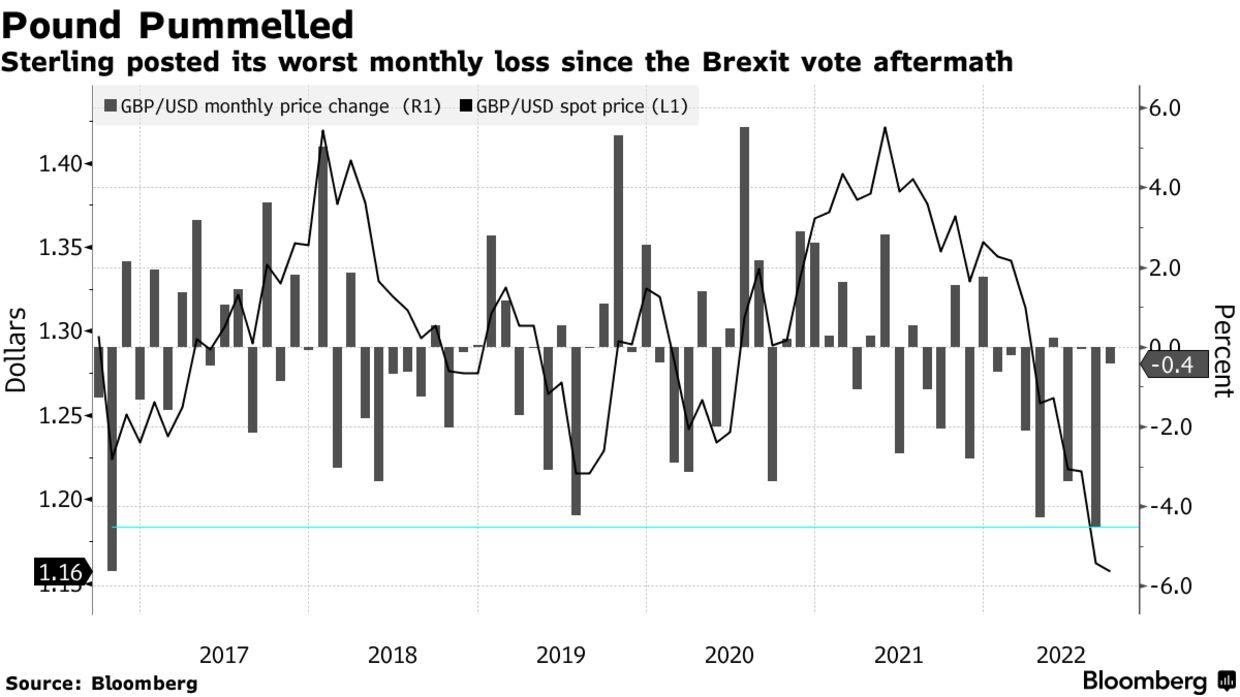 Pound Pummelled
Sterling posted its worst monthly loss since the Brexit vote aftermath
GBP/USD monthly price change (R1) GBP/USD spot price (L1)
6.0
1.40
4.0
1.35
2.0
1.30
0.0
-0.4
Dollars
Percent
1.25
-2.0
1.20
-4.0
1.16
1.15
-6.0
2017 2018 2019 2020 2021 2022
Source: Bloomberg
Bloomberg